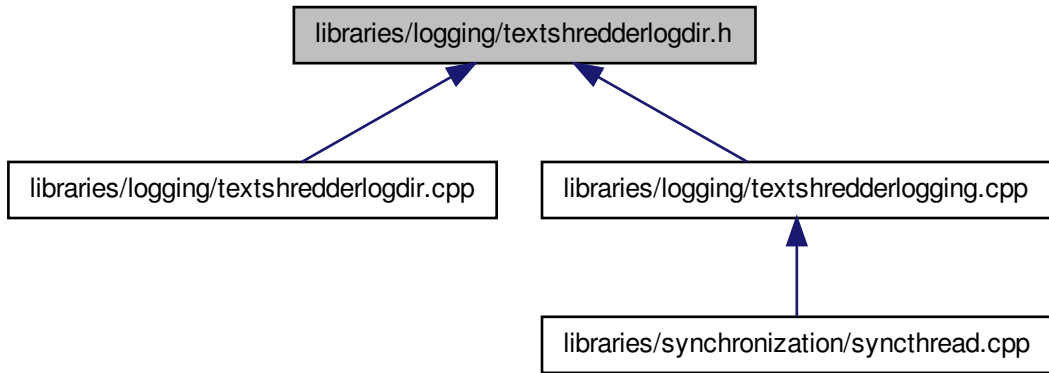 libraries/logging/textshredderlogdir.h
libraries/logging/textshredderlogdir.cpp
libraries/logging/textshredderlogging.cpp
libraries/synchronization/syncthread.cpp